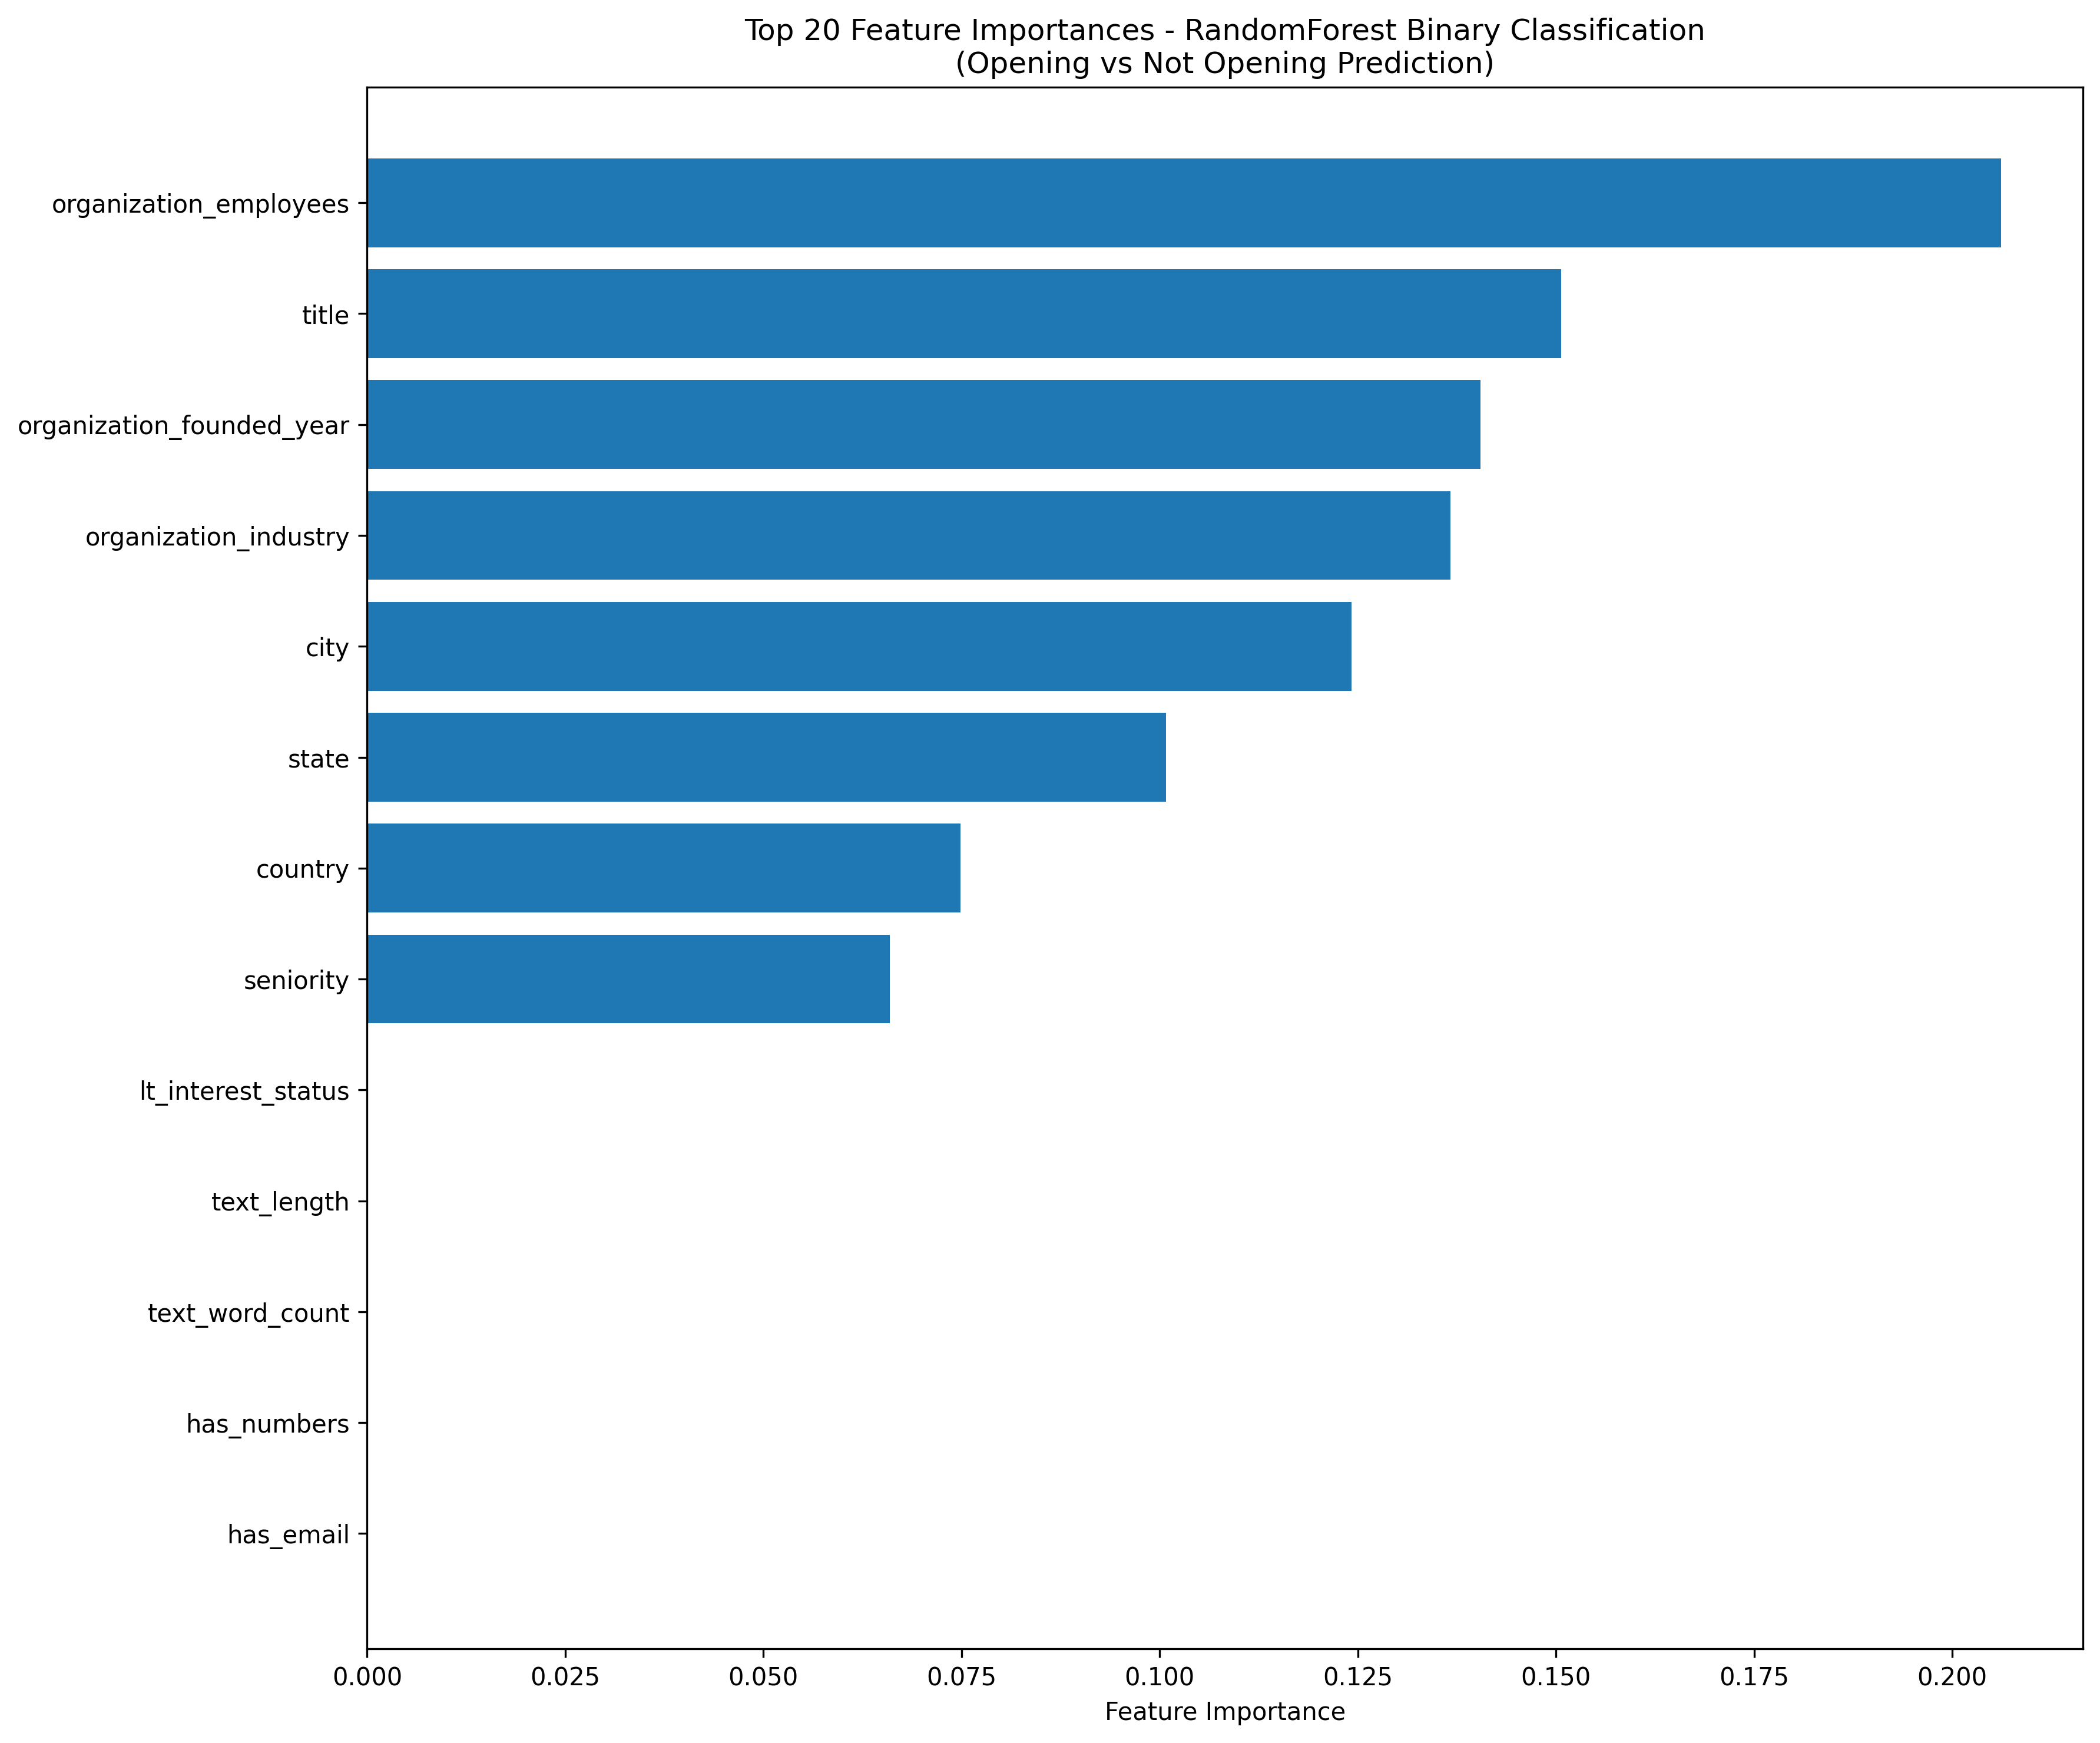 Top 20 Feature Importances - RandomForest Binary Classification
(Opening vs Not Opening Prediction)
organization_employees
title
organization_founded_year
organization_industry
city
state
country
seniority
lt_interest_status
text_length
text_word_count
has_numbers
has_email
0.000 0.025 0.050 0.075 0.100 0.125 0.150 0.175 0.200
Feature Importance